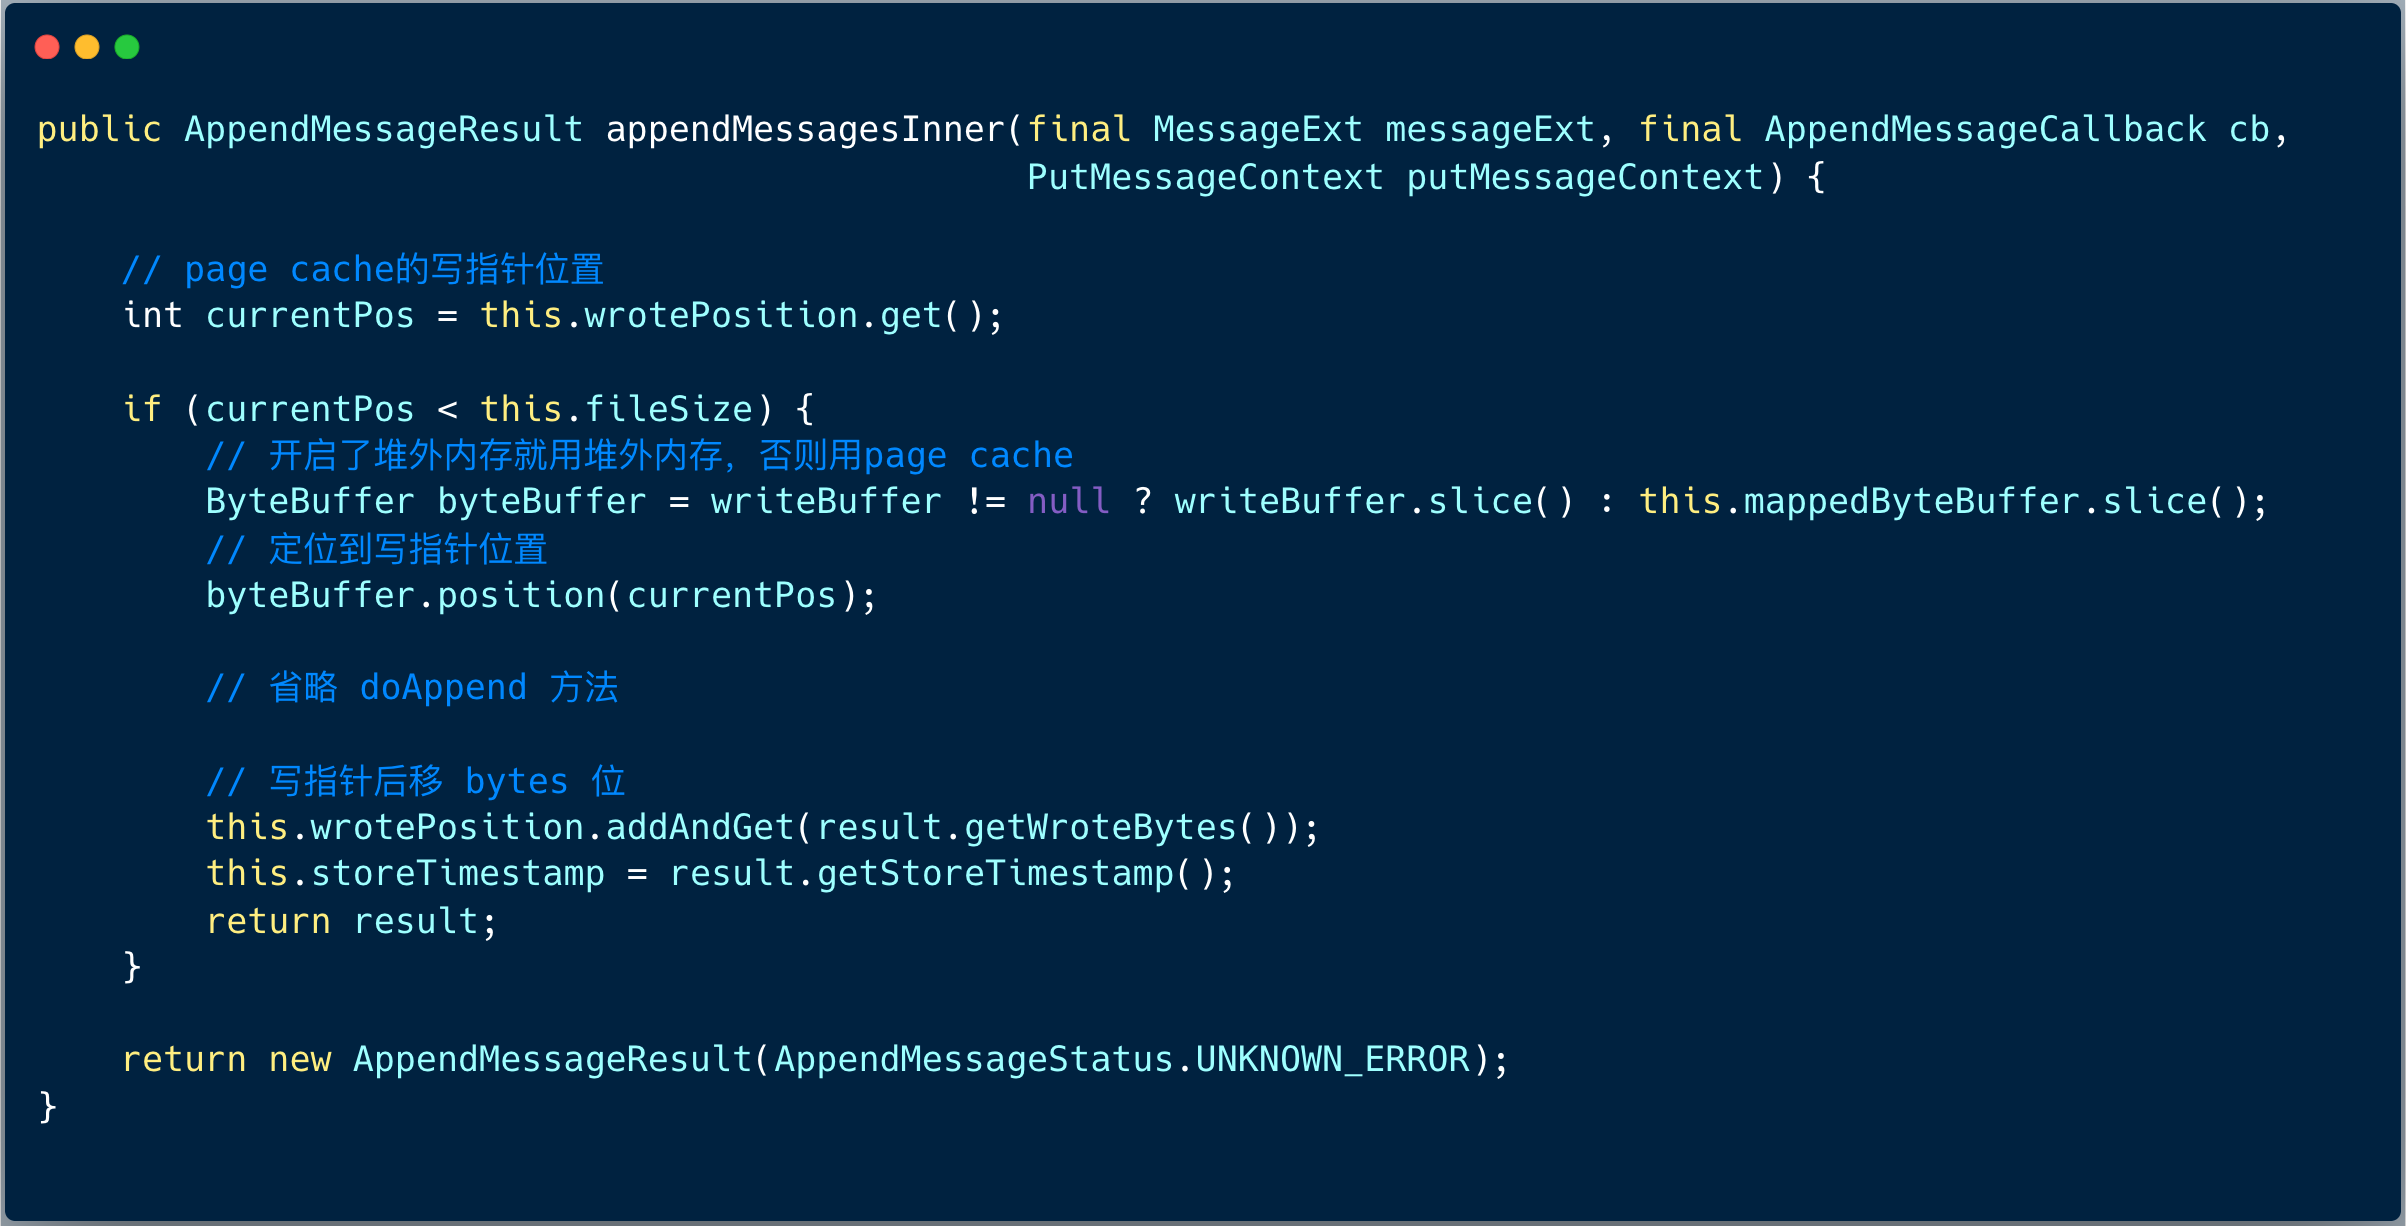 public AppendMessageResult appendMessagesInner(final MessageExt messageExt, final AppendMessageCallback cb,
PutMessageContext putMessageContext) {
// page cache的写指针位置
int currentPos = this.wrotePosition.get();
if (currentPos < this.fileSize) {
// 开启了堆外内存就用堆外内存，否则用page cache
ByteBuffer byteBuffer = writeBuffer != null ? writeBuffer.slice() : this.mappedByteBuffer.slice();
// 定位到写指针位置
byteBuffer.position(currentPos);
// 省略 doAppend 方法
// 写指针后移 bytes 位
this.wrotePosition.addAndGet(result.getWroteBytes());
this.storeTimestamp = result.getStoreTimestamp();
return result;
}
return new AppendMessageResult(AppendMessageStatus.UNKNOWN_ERROR);
}